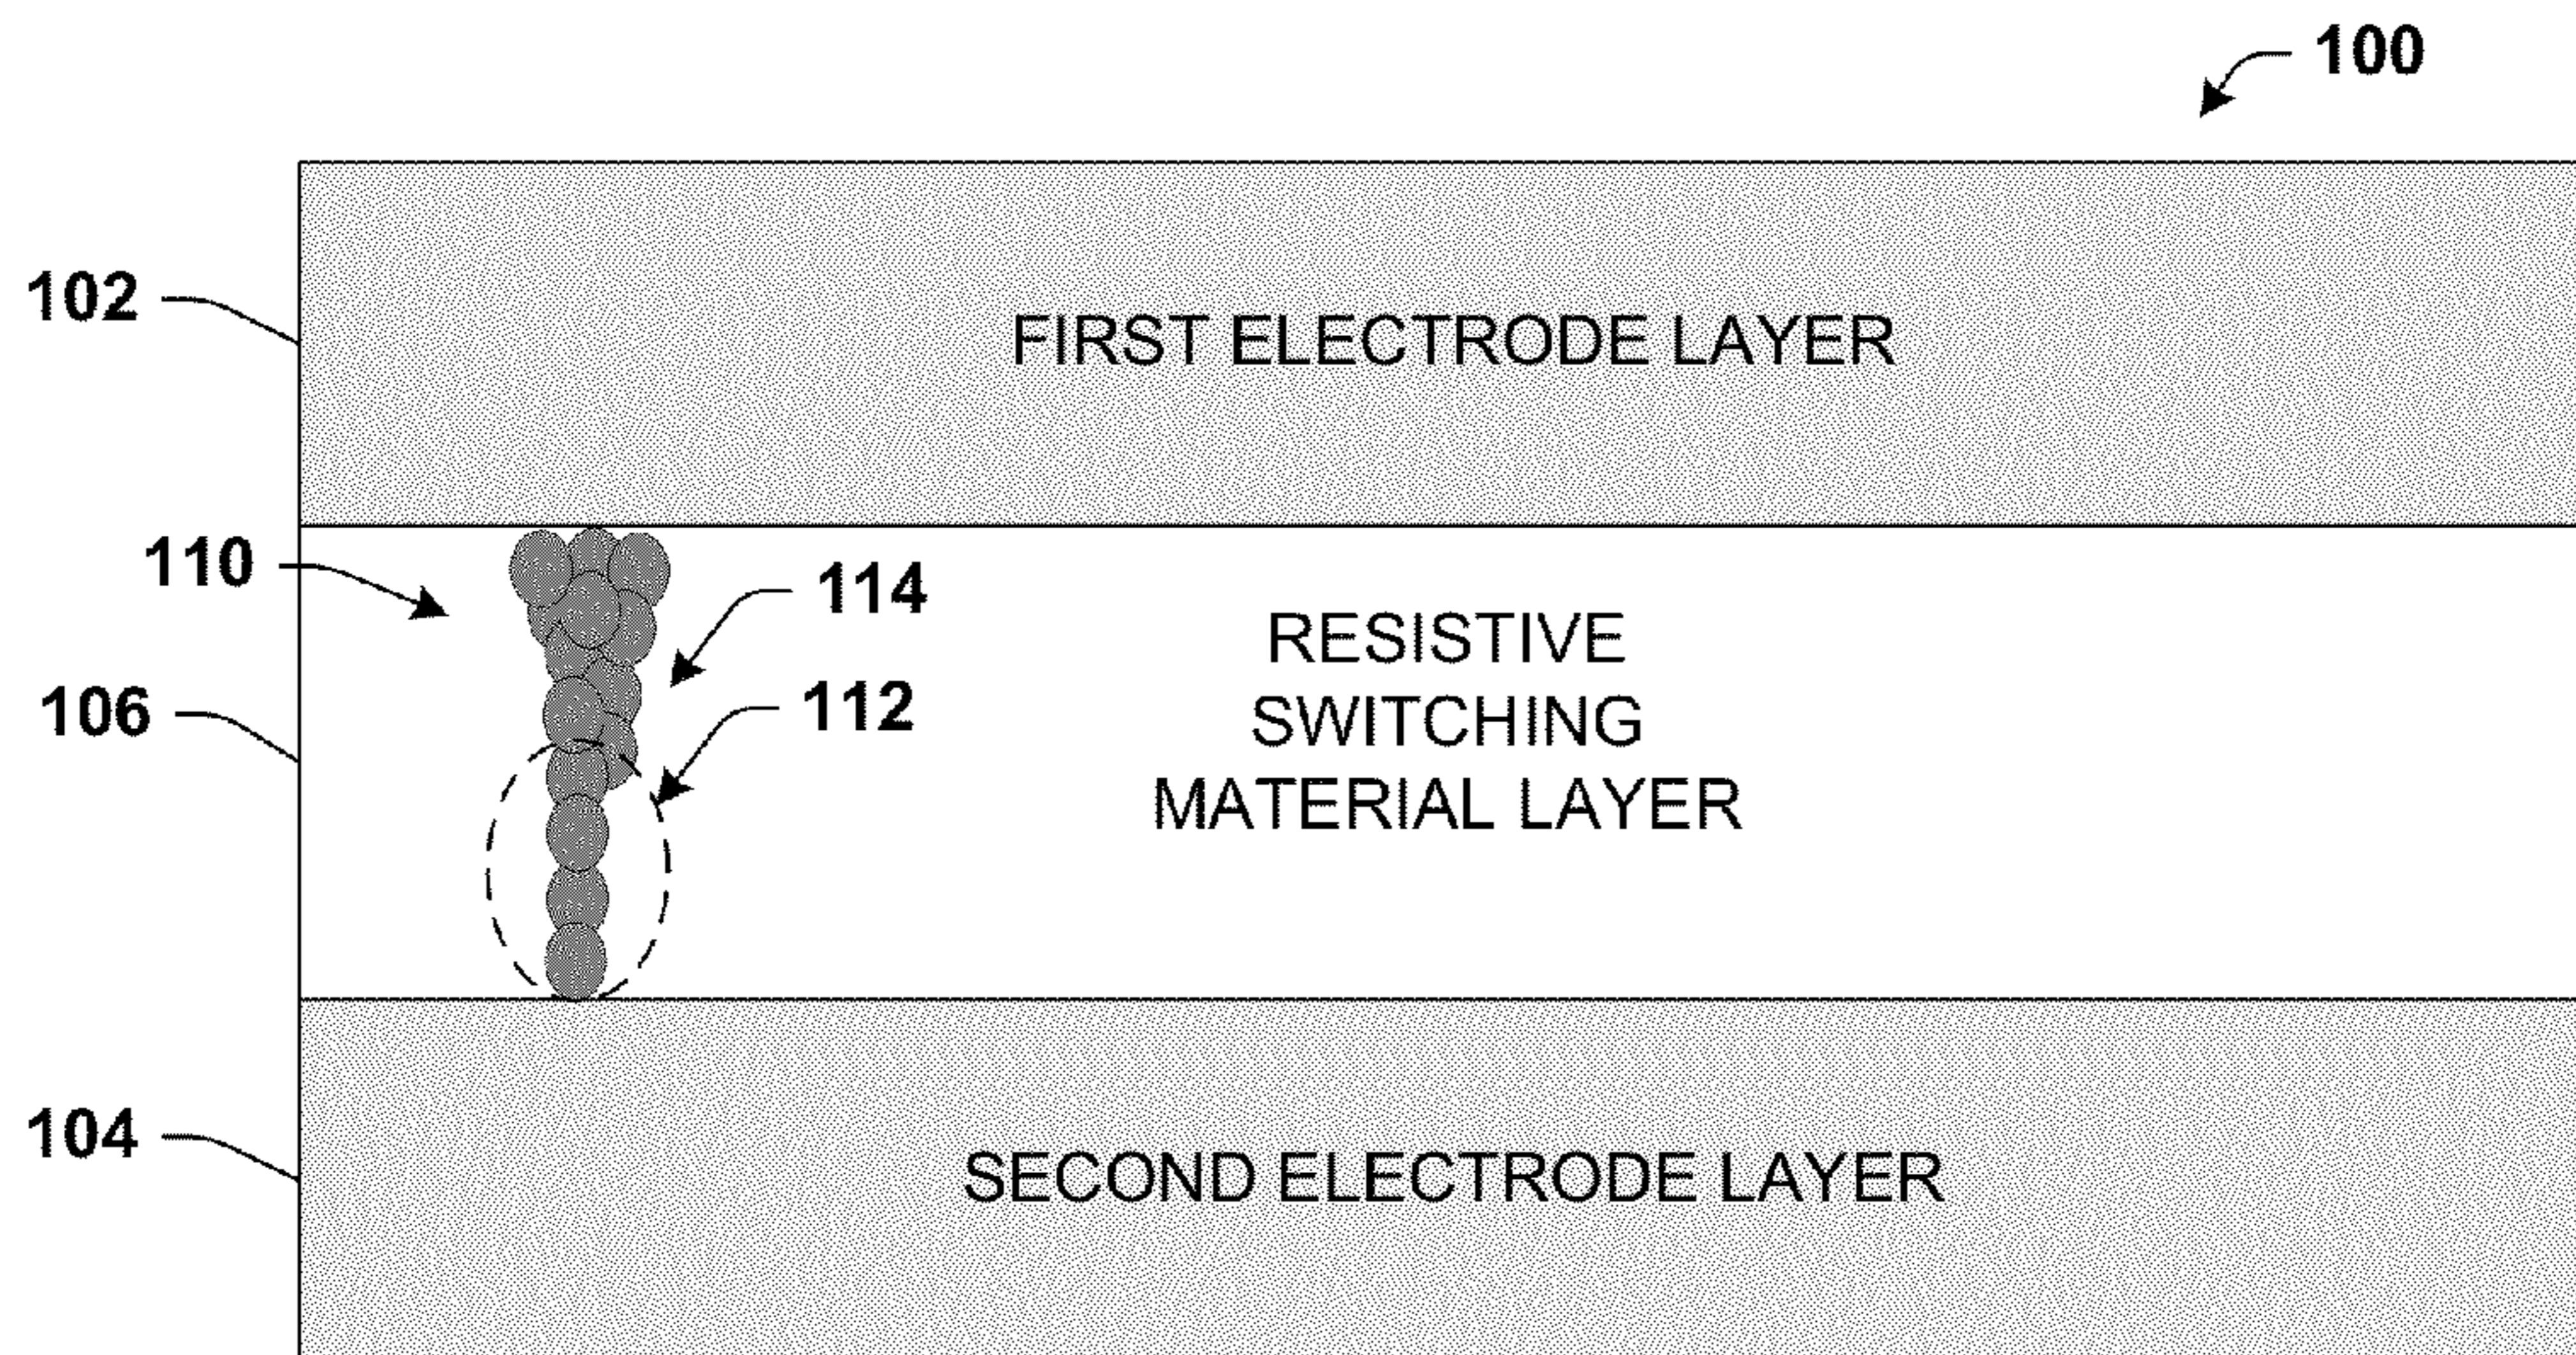 100
102
FIRST ELECTRODE LAYER
110
114
RESISTIVE
106
112
SWITCHING
MATERIAL LAYER
104
SECOND ELECTRODE LAYER